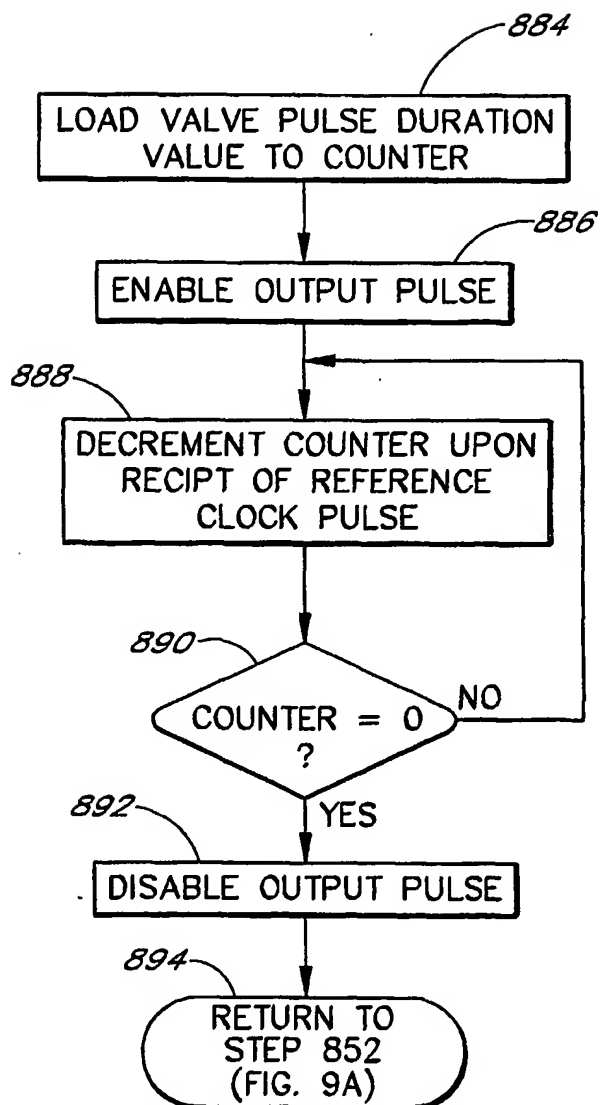 884
LOAD VALVE PULSE DURATION
VALUE TO COUNTER
886
ENABLE OUTPUT PULSE
888
DECREMENT COUNTER UPON
RECIPT OF REFERENCE
CLOCK PULSE
890
COUNTER = 0
?
NO
YES
892
DISABLE OUTPUT PULSE
894
RETURN TO
STEP 852
(FIG. 9A)